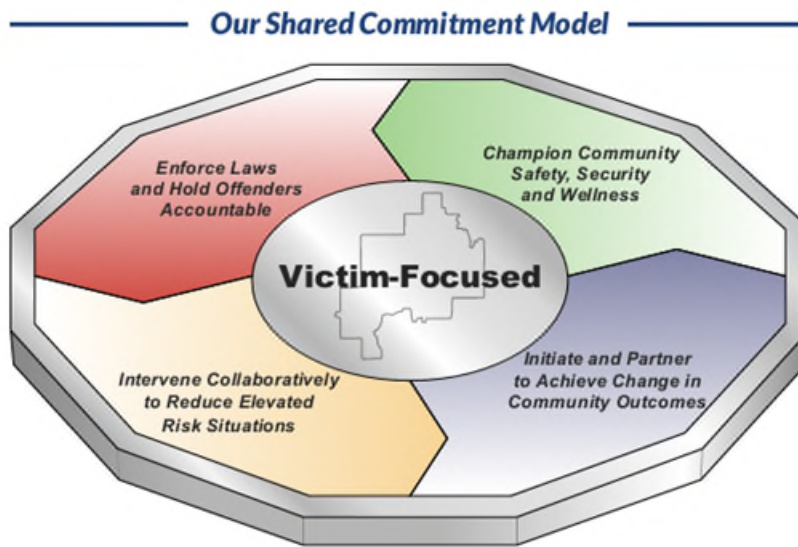 Our Shared Commitment Model
Enforce Laws
and Hold Offenders
Accountable
Champion Community
Safety, Security
and Wellness
Victim-Focused
Intervene Collaboratively
to Reduce Elevated
Risk Situations
Initiate and Partner
to Achieve Change in
Community Outcomes